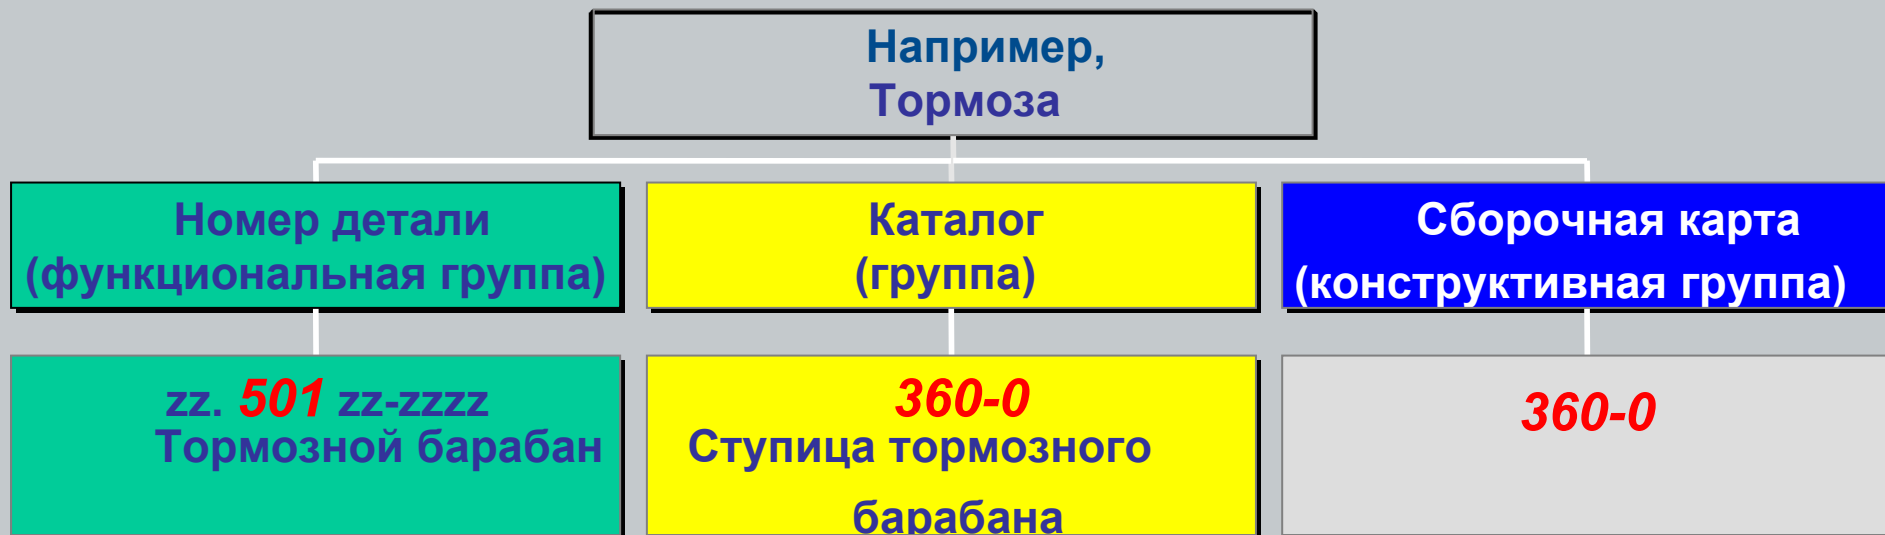 Например,
Тормоза
Номер детали
(функциональная группа)
Каталог
(группа)
Сборочная карта
(конструктивная группа)
zz. 501 zz-zzzz
Тормозной барабан
360-0
Ступица тормозного
барабана
360-0